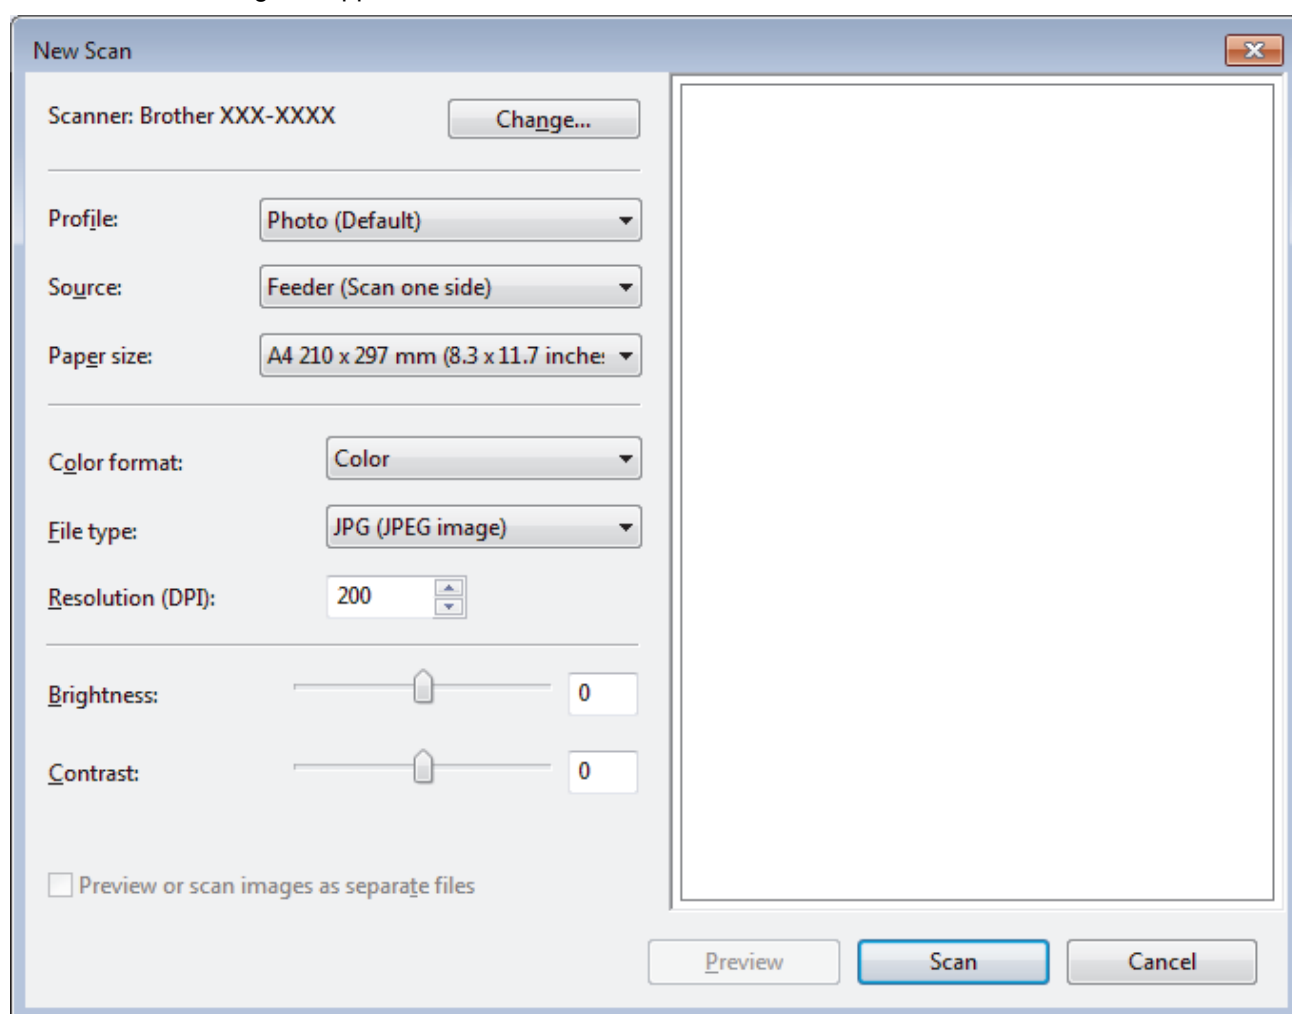 New Scan
Scanner: Brother XXX-XXXX
Change...
Profile:
Photo (Default)
Source:
Feeder (Scan one side)
Paper size:
A4 210 x 297 mm (8.3 x 11.7 inche
Color format:
Color
File type:
JPG (JPEG image)
Resolution (DPI):
200
Brightness:
0
Contrast:
0
Preview or scan images as separate files
Preview
Scan
Cancel